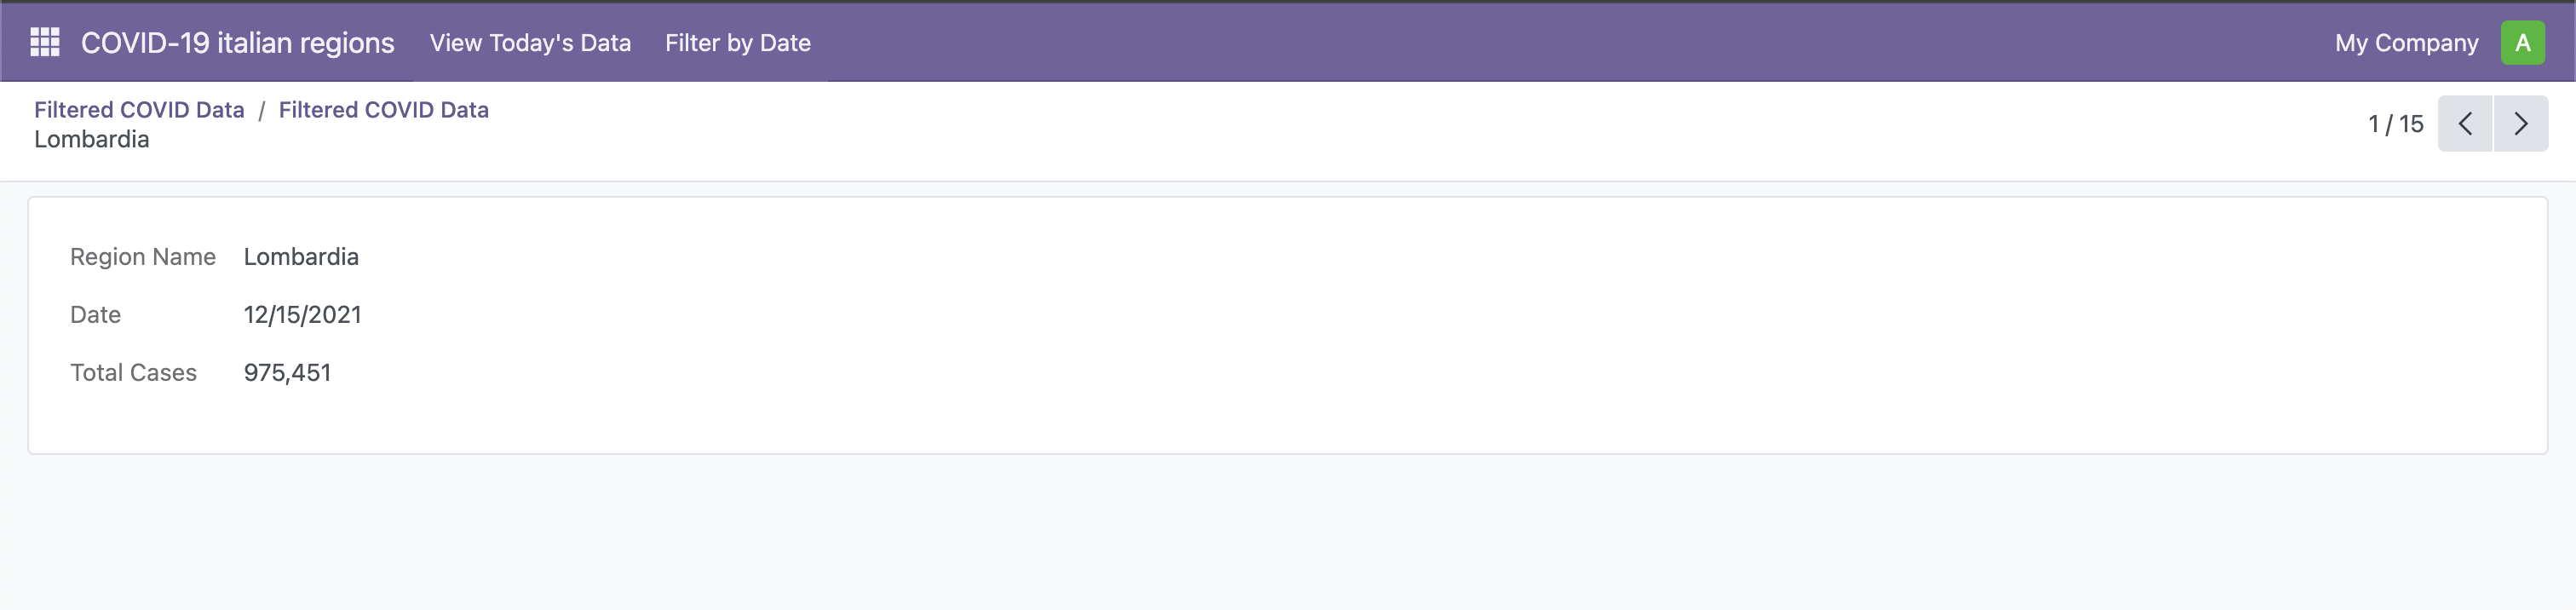 COVID-19 italian regions View Today's Data Filter by Date My Company A
Filtered COVID Data / Filtered COVID Data
Lombardia
1 / 15
Region Name Lombardia
Date 12/15/2021
Total Cases 975,451